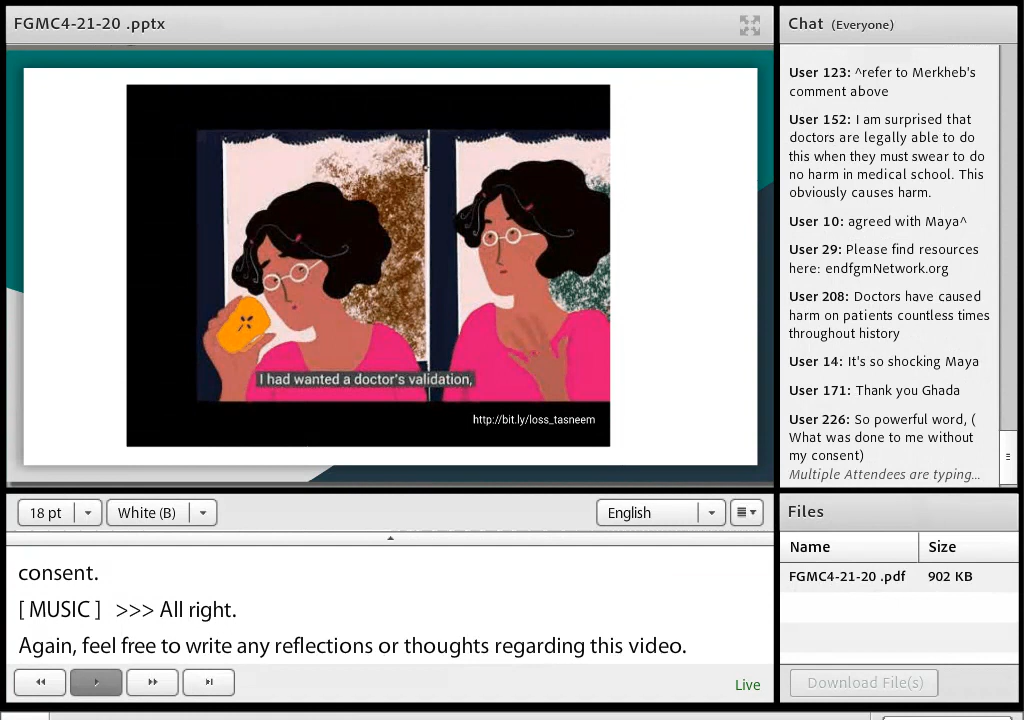 FGMC4-21-20 .pptx
I had wanted a doctor's validation,
http://bit.ly/loss_tasneem
Chat (Everyone)
User 123: ^refer to Merkheb's
comment above
User 152: I am surprised that
doctors are legally able to do
this when they must swear to do
no harm in medical school. This
obviously causes harm.
User 10: agreed with Maya^
User 29: Please find resources
here: endfgmNetwork.org
User 208: Doctors have caused
harm on patients countless times
throughout history
User 14: It's so shocking Maya
User 171: Thank you Ghada
User 226: So powerful word, (
What was done to me without
my consent)
Multiple Attendees are typing...
18 pt
White (B)
English
consent.
[ MUSIC ] >>> All right.
Again, feel free to write any reflections or thoughts regarding this video.
Live
Files
Name Size
FGMC4-21-20 .pdf 902 KB
Download File(s)